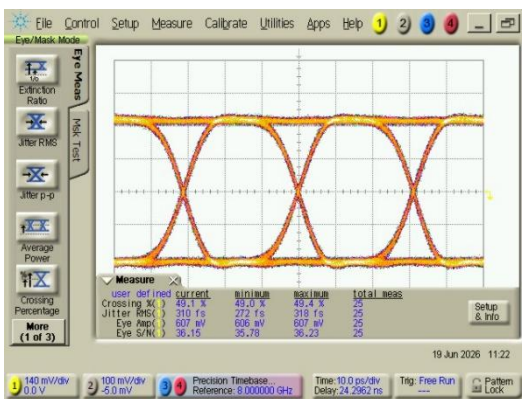 File Control Setup Measure Calibrate Utilities Apps Help 1 2 3 4
Eye/Mask Mode
Eye Meas
Msk Test
Extinction Ratio
Jitter RMS
Jitter p-p
Average Power
Crossing Percentage
More (1 of 3)
Measure
user defined current minimum maximum total meas
Crossing %(1) 49.1 % 49.0 % 49.4 % 25
Jitter RMS(1) 310 fs 272 fs 318 fs 25
Eye Amp(1) 607 mV 606 mV 607 mV 25
Eye S/N(1) 36.15 35.78 36.23 25
Setup & Info
19 Jun 2026 11:22
1 140 mV/div 0.0 V
2 100 mV/div -5.0 mV
3 4 Precision Timebase... Reference: 8.000000 GHz
Time:10.0 ps/div Delay:24.2962 ns
Trig: Free Run ---
Pattern Lock